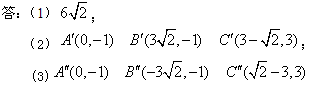 答：(1) 6√2；
(2) A′(0,−1) B′(3√2,−1) C′(3−√2,3)；
(3) A″(0,−1) B″(−3√2,−1) C″(√2−3,3)